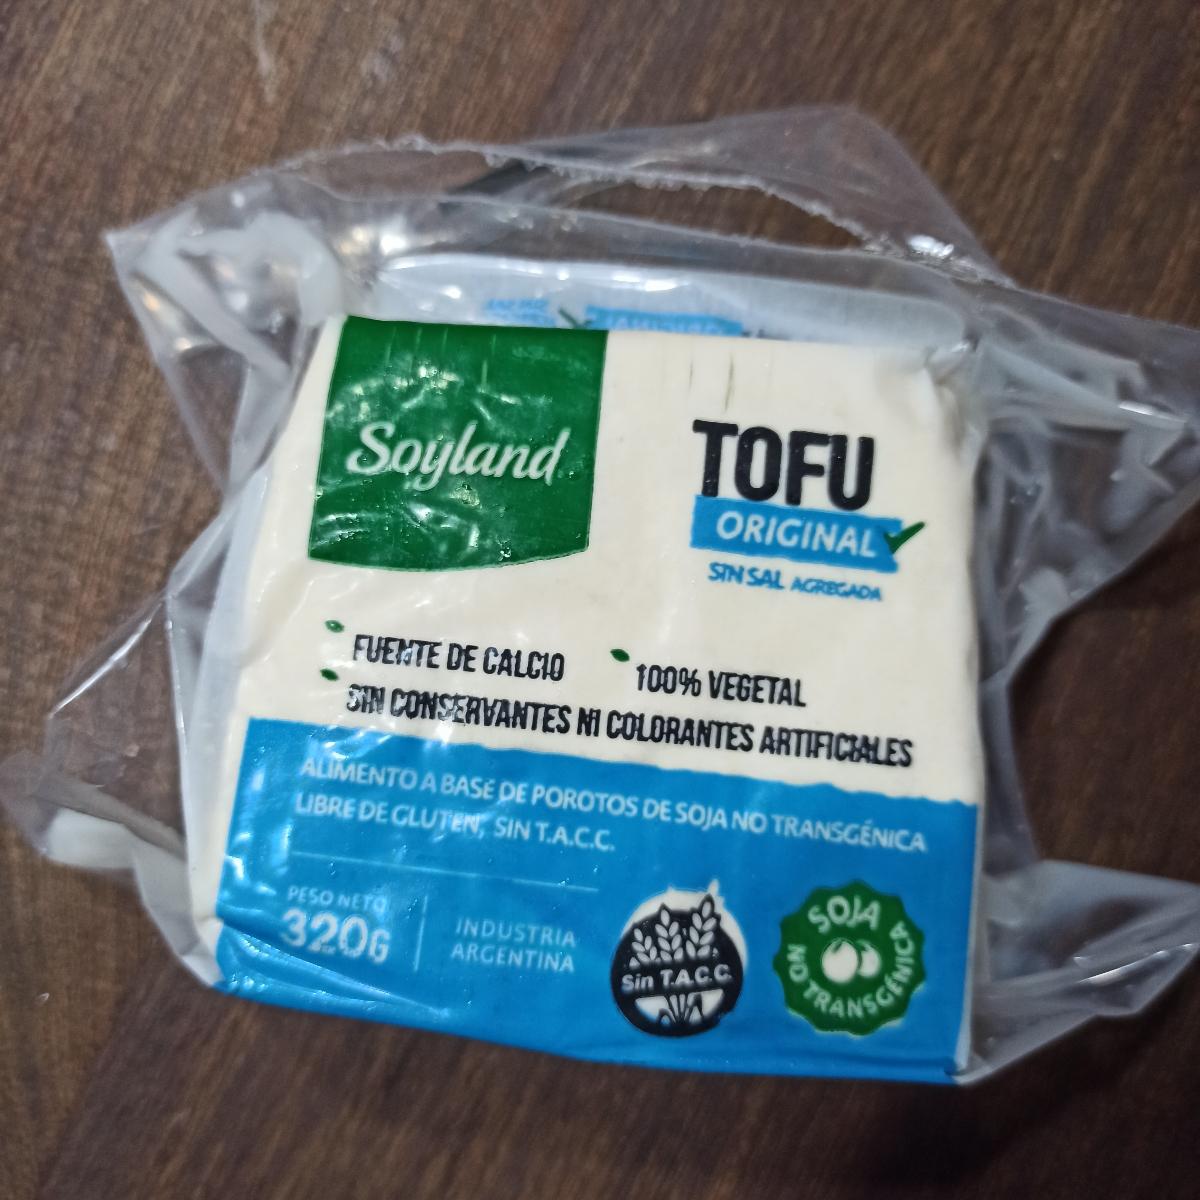 Soyland
TOFU
ORIGINAL
SIN SAL AGREGADA
FUENTE DE CALCIO
100% VEGETAL
SIN CONSERVANTES NI COLORANTES ARTIFICIALES
ALIMENTO A BASE DE POROTOS DE SOJA NO TRANSGÉNICA
LIBRE DE GLUTEN, SIN T.A.C.C.
PESO NETO
320G
INDUSTRIA
ARGENTINA
Sin T.A.C.C.
SOJA
NO TRANSGÉNICA